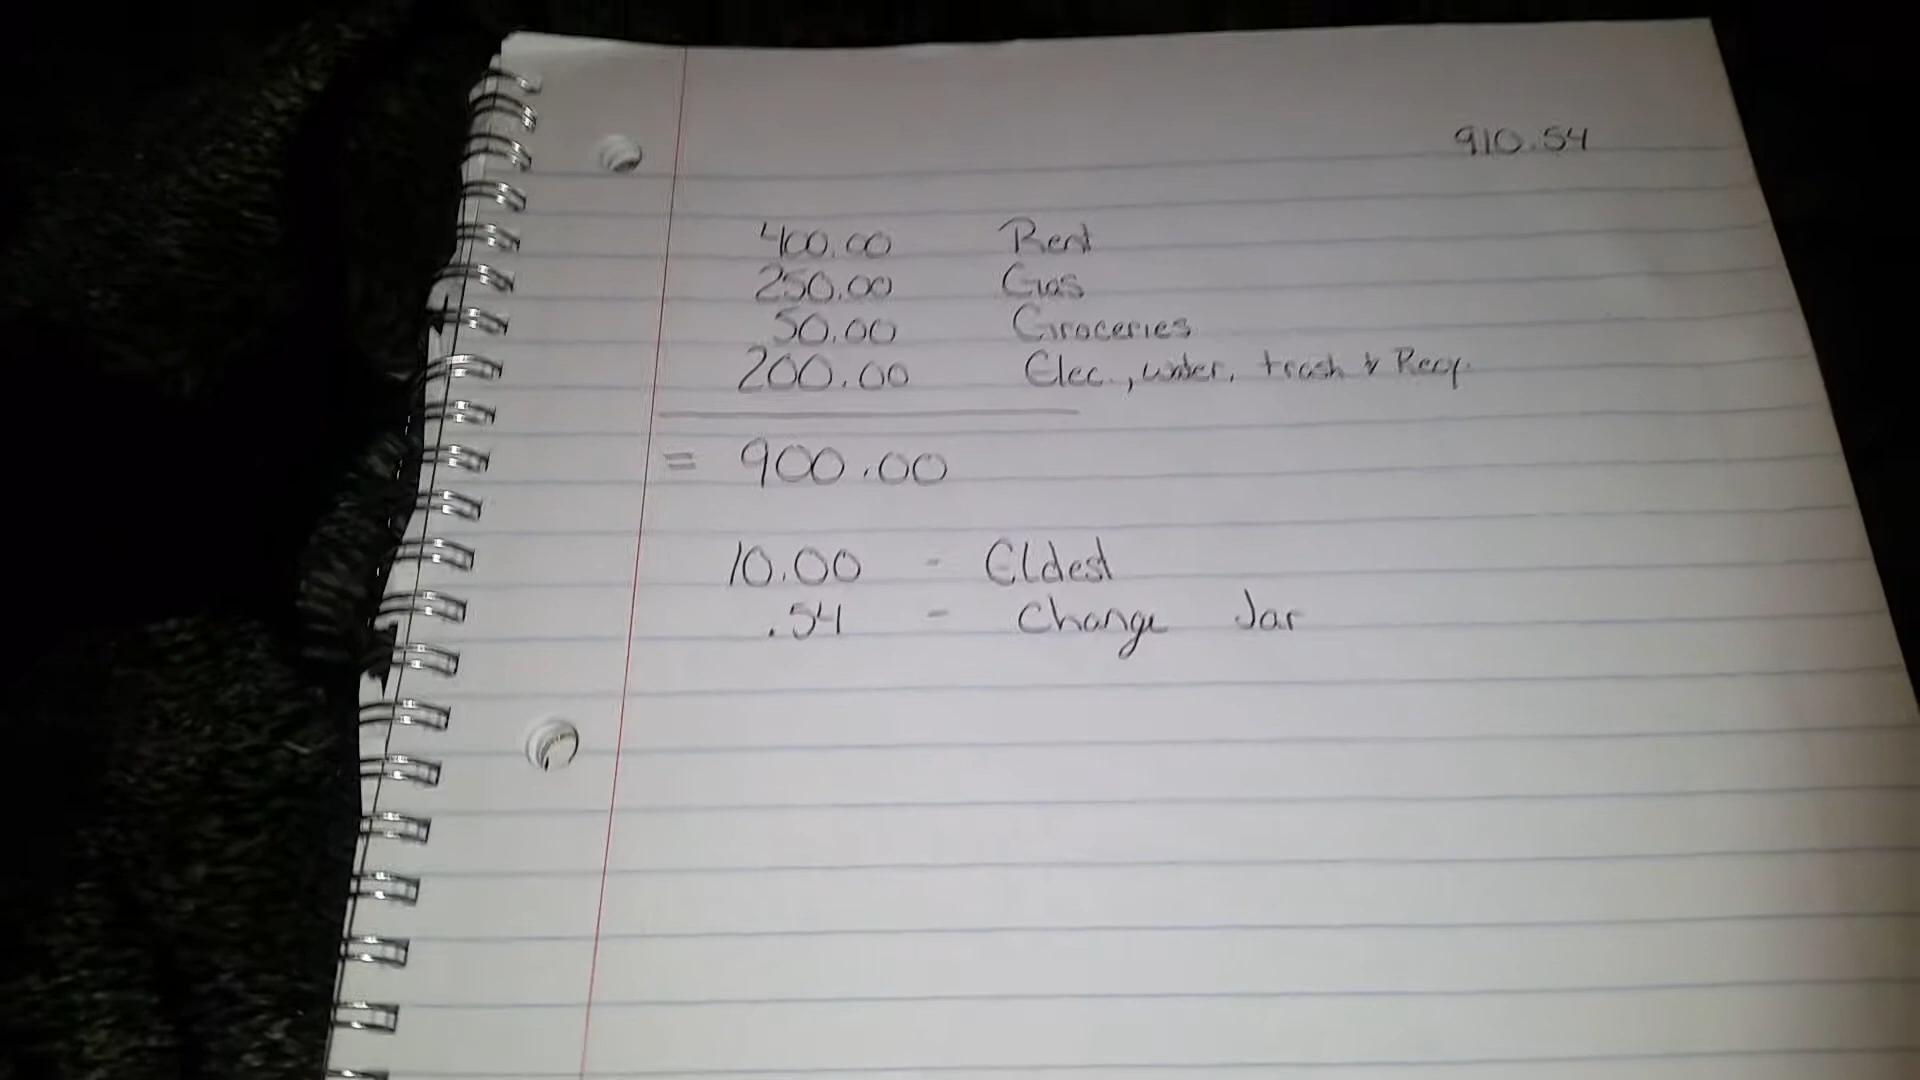 910.54
400.00 Rent
250.00 Gas
50.00 Groceries
200.00 Elec., water, trash & Recy.
= 900.00
10.00 - Eldest
.54 - Change Jar